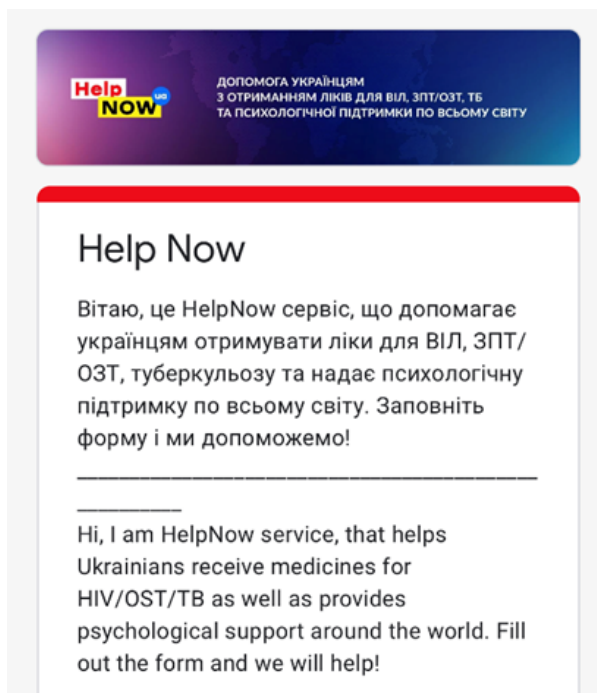 Help
NOW ua
ДОПОМОГА УКРАЇНЦЯМ
З ОТРИМАННЯМ ЛІКІВ ДЛЯ ВІЛ, ЗПТ/ОЗТ, ТБ
ТА ПСИХОЛОГІЧНОЇ ПІДТРИМКИ ПО ВСЬОМУ СВІТУ
Help Now
Вітаю, це HelpNow сервіс, що допомагає
українцям отримувати ліки для ВІЛ, ЗПТ/
ОЗТ, туберкульозу та надає психологічну
підтримку по всьому світу. Заповніть
форму і ми допоможемо!
Hi, I am HelpNow service, that helps
Ukrainians receive medicines for
HIV/OST/TB as well as provides
psychological support around the world. Fill
out the form and we will help!